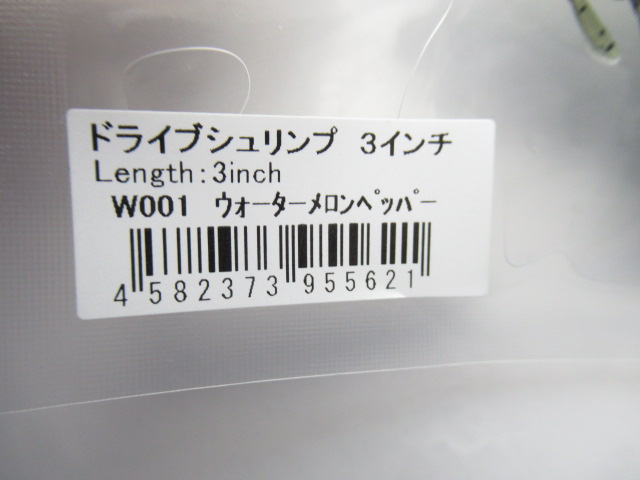 ドライブシュリンプ 3インチ
Length:3inch
W001 ウォーターメロンペッパー
4 582373 955621